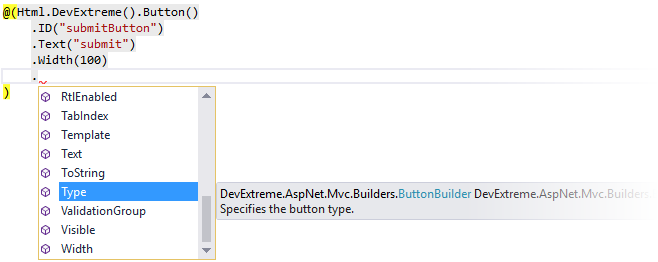 @(Html.DevExtreme().Button()
.ID("submitButton")
.Text("submit")
.Width(100)
.
)
RtlEnabled
TabIndex
Template
Text
ToString
Type
ValidationGroup
Visible
Width
DevExtreme.AspNet.Mvc.Builders.ButtonBuilder DevExtreme.AspNet.Mvc.Builders.
Specifies the button type.